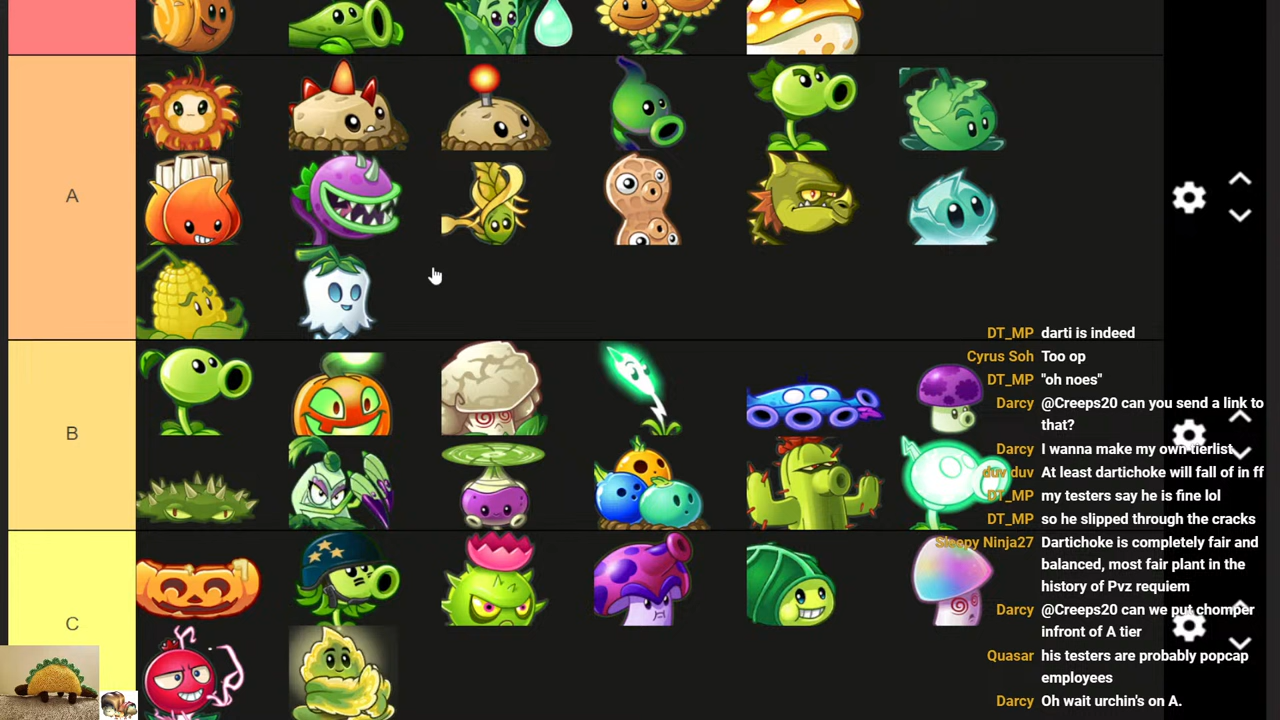 A
B
C
DT_MP darti is indeed
Cyrus Soh Too op
DT_MP "oh noes"
Darcy @Creeps20 can you send a link to
that?
Darcy I wanna make my own tierlist
duv duv At least dartichoke will fall of in ff
DT_MP my testers say he is fine lol
DT_MP so he slipped through the cracks
Sleepy Ninja27 Dartichoke is completely fair and
balanced, most fair plant in the
history of Pvz requiem
Darcy @Creeps20 can we put chomper
infront of A tier
Quasar his testers are probably popcap
employees
Darcy Oh wait urchin's on A.